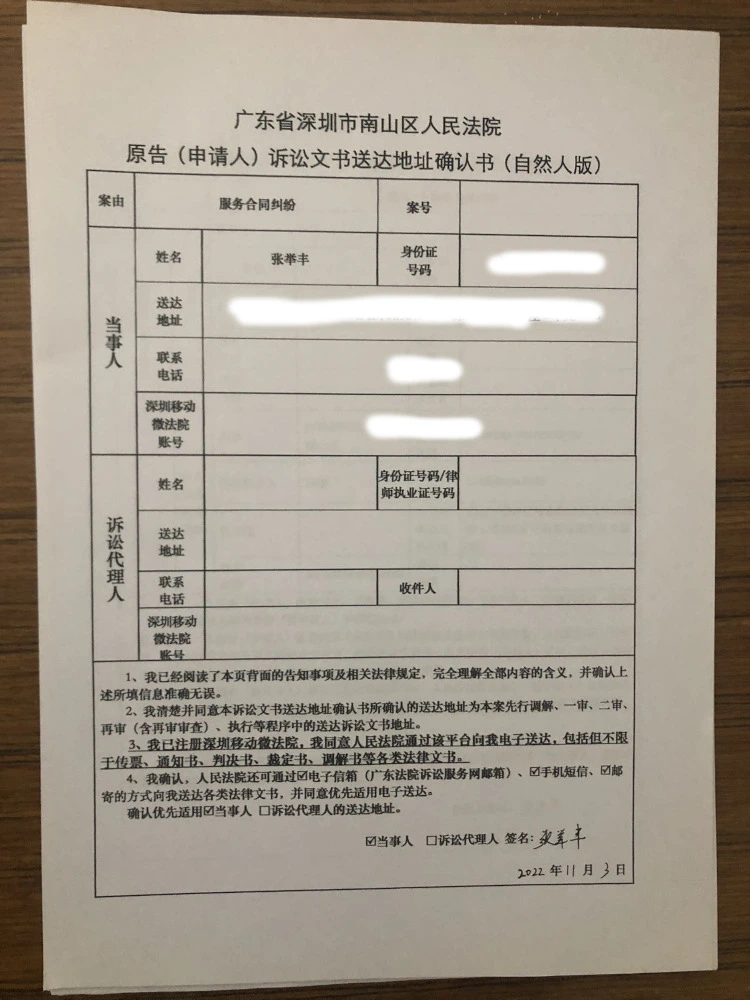 广东省深圳市南山区人民法院
原告（申请人）诉讼文书送达地址确认书（自然人版）
案由 服务合同纠纷 案号
当事人
姓名 张举丰 身份证号码
送达地址
联系电话
深圳移动微法院账号
诉讼代理人
姓名 身份证号码/律师执业证号码
送达地址
联系电话 收件人
深圳移动微法院账号
1、我已经阅读了本页背面的告知事项及相关法律规定，完全理解全部内容的含义，并确认上
述所填信息准确无误。
2、我清楚并同意本诉讼文书送达地址确认书所确认的送达地址为本案先行调解、一审、二审、
再审（含再审审查）、执行等程序中的送达诉讼文书地址。
3、我已注册深圳移动微法院，我同意人民法院通过该平台向我电子送达，包括但不限
于传票、通知书、判决书、裁定书、调解书等各类法律文书。
4、我确认，人民法院还可通过☑电子信箱（广东法院诉讼服务网邮箱）、☑手机短信、☑邮
寄的方式向我送达各类法律文书，并同意优先适用电子送达。
确认优先适用☑当事人 □诉讼代理人的送达地址。
☑当事人 □诉讼代理人 签名：张举丰
2022 年 11 月 3 日